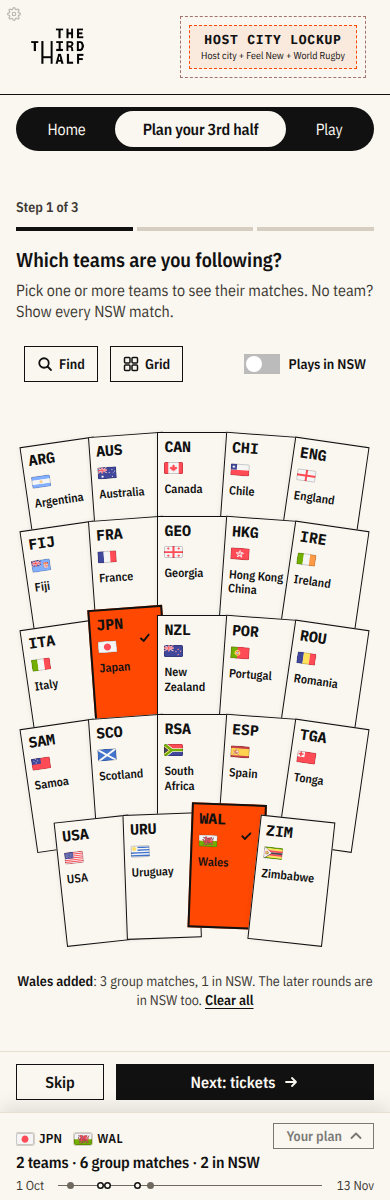 THE
THIRD
HALF
HOST CITY LOCKUP
Host city + Feel New + World Rugby
Home
Plan your 3rd half
Play
Step 1 of 3
Which teams are you following?
Pick one or more teams to see their matches. No team?
Show every NSW match.
Find
Grid
Plays in NSW
ARG
Argentina
AUS
Australia
CAN
Canada
CHI
Chile
ENG
England
FIJ
Fiji
FRA
France
GEO
Georgia
HKG
Hong Kong
China
IRE
Ireland
ITA
Italy
JPN
Japan
NZL
New
Zealand
POR
Portugal
ROU
Romania
SAM
Samoa
SCO
Scotland
RSA
South
Africa
ESP
Spain
TGA
Tonga
USA
USA
URU
Uruguay
WAL
Wales
ZIM
Zimbabwe
Wales added: 3 group matches, 1 in NSW. The later rounds are
in NSW too. Clear all
Skip
Next: tickets
JPN WAL
Your plan
2 teams · 6 group matches · 2 in NSW
1 Oct
13 Nov